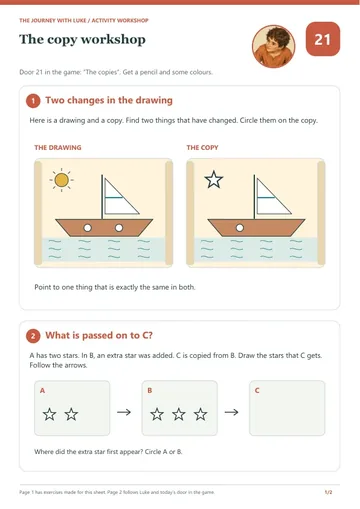 THE JOURNEY WITH LUKE / ACTIVITY WORKSHOP
The copy workshop
21
Door 21 in the game: "The copies". Get a pencil and some colours.
1 Two changes in the drawing
Here is a drawing and a copy. Find two things that have changed. Circle them on the copy.
THE DRAWING
THE COPY
Point to one thing that is exactly the same in both.
2 What is passed on to C?
A has two stars. In B, an extra star was added. C is copied from B. Draw the stars that C gets.
Follow the arrows.
A
B
C
Where did the extra star first appear? Circle A or B.
Page 1 has exercises made for this sheet. Page 2 follows Luke and today's door in the game.
1/2